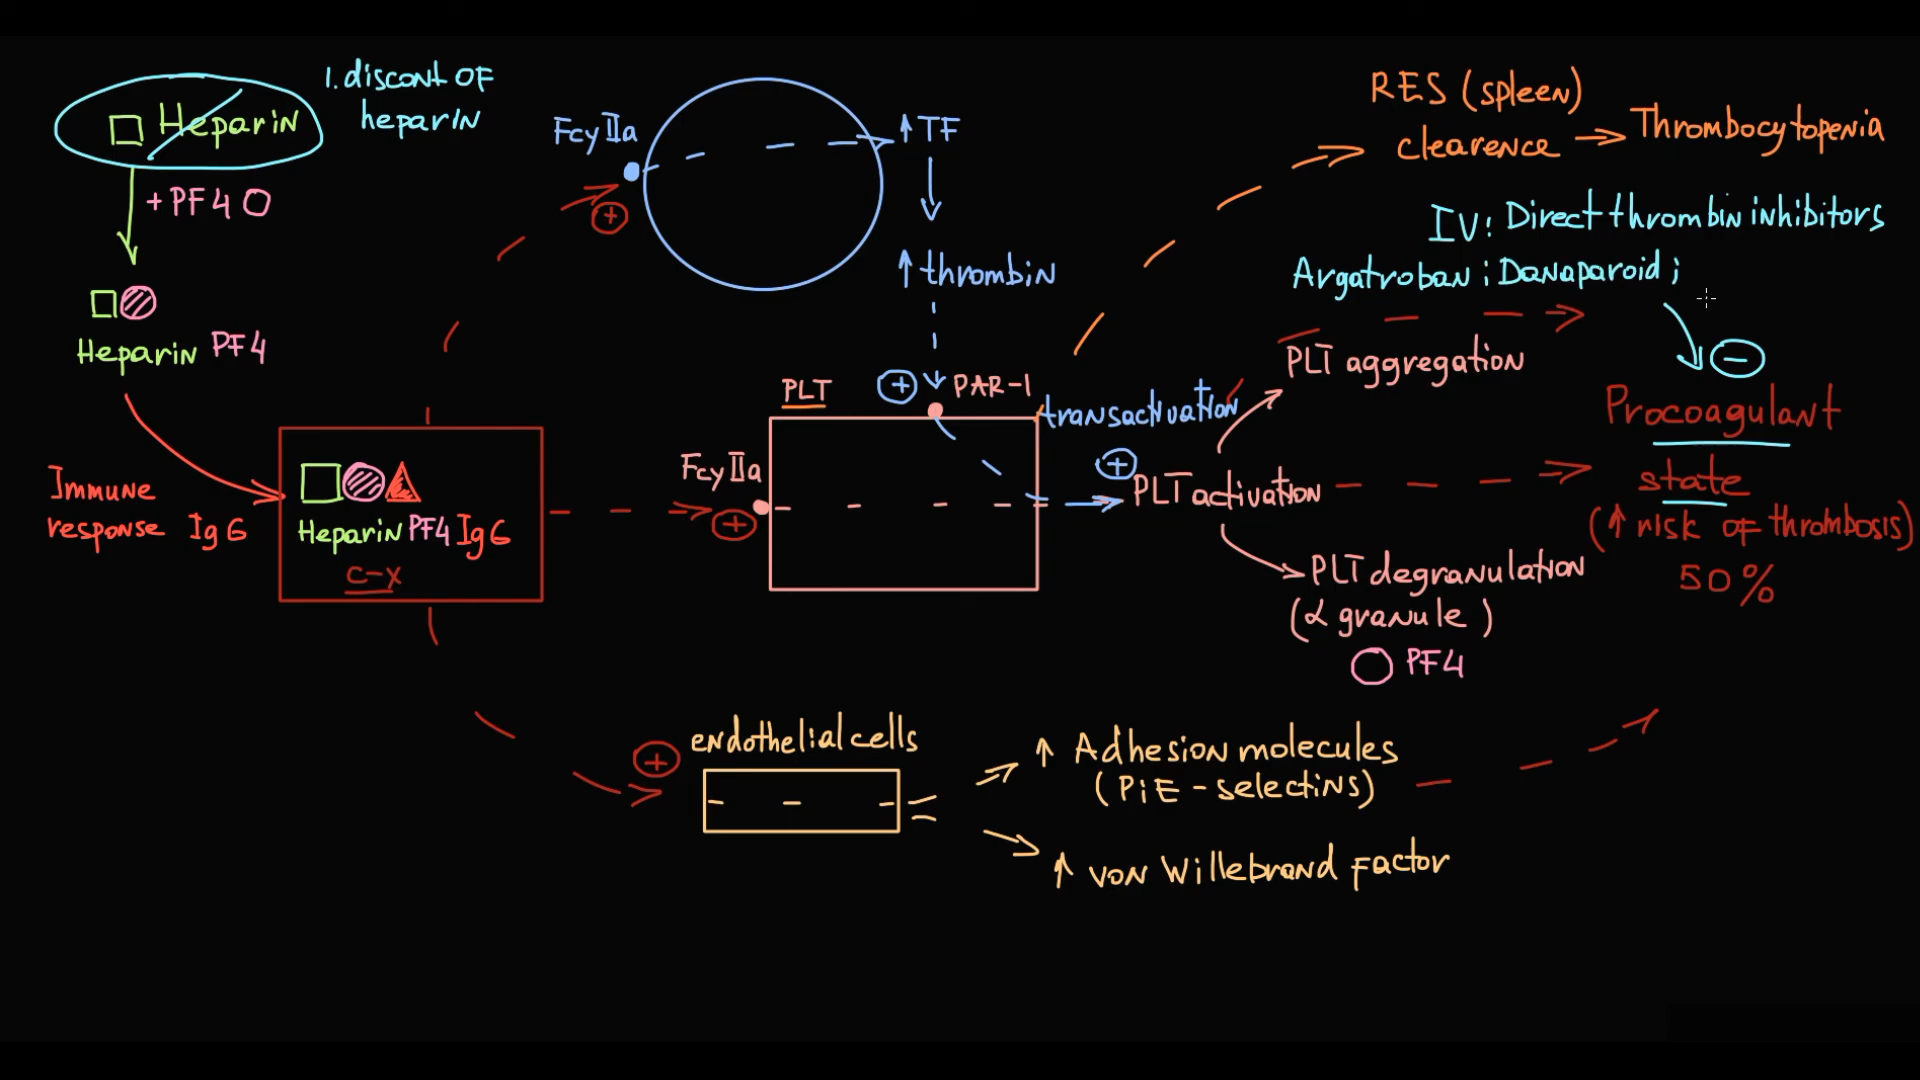 Heparin
1. discont OF
heparin
+ PF4
Heparin PF4
Immune
response IgG
Heparin PF4 IgG
c-x
FcyIIa
↑ TF
↑ thrombin
PLT
+ PAR-1
FcyIIa
transactivation
PLT activation
PLT aggregation
PLT degranulation
(α granule)
PF4
RES (spleen)
clearence → Thrombocytopenia
IV: Direct thrombin inhibitors
Argatroban ; Danaparoid ;
Procoagulant
state
(↑ risk of thrombosis)
50%
endothelial cells
↑ Adhesion molecules
(P i E - selectins)
↑ von Willebrand factor